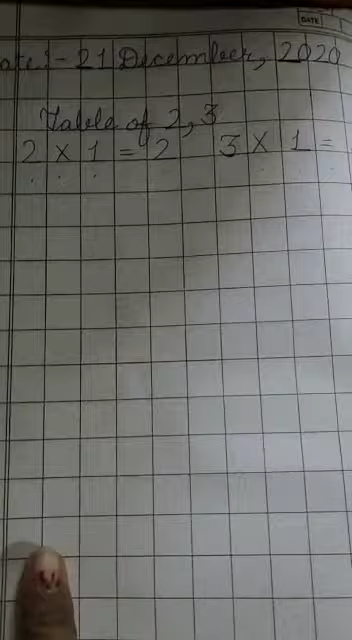 DATE
ate:- 21 December, 2020
Table of 2, 3
2 × 1 = 2 3 × 1 =